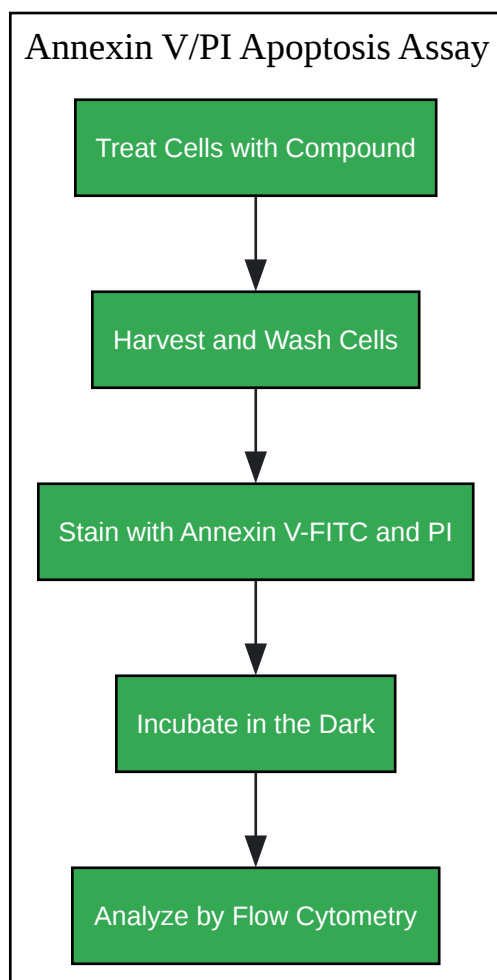 Annexin V/PI Apoptosis Assay
Treat Cells with Compound
Harvest and Wash Cells
Stain with Annexin V-FITC and PI
Incubate in the Dark
Analyze by Flow Cytometry